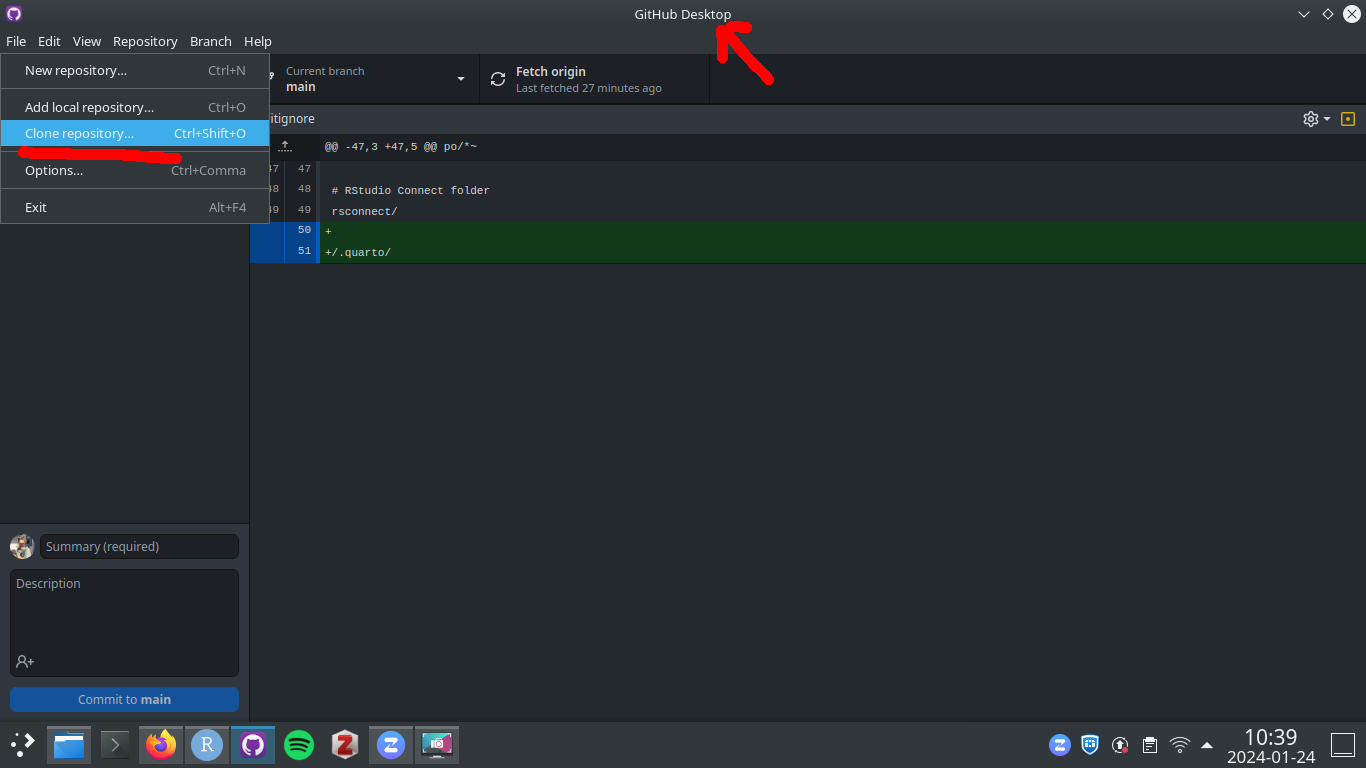 GitHub Desktop
File Edit View Repository Branch Help
New repository... Ctrl+N
Add local repository... Ctrl+O
Clone repository... Ctrl+Shift+O
Options... Ctrl+Comma
Exit Alt+F4
Current branch
main
Fetch origin
Last fetched 27 minutes ago
itignore
@@ -47,3 +47,5 @@ po/*~
47 47
48 48 # RStudio Connect folder
49 49 rsconnect/
50 +
51 +/.quarto/
Summary (required)
Description
Commit to main
10:39
2024-01-24